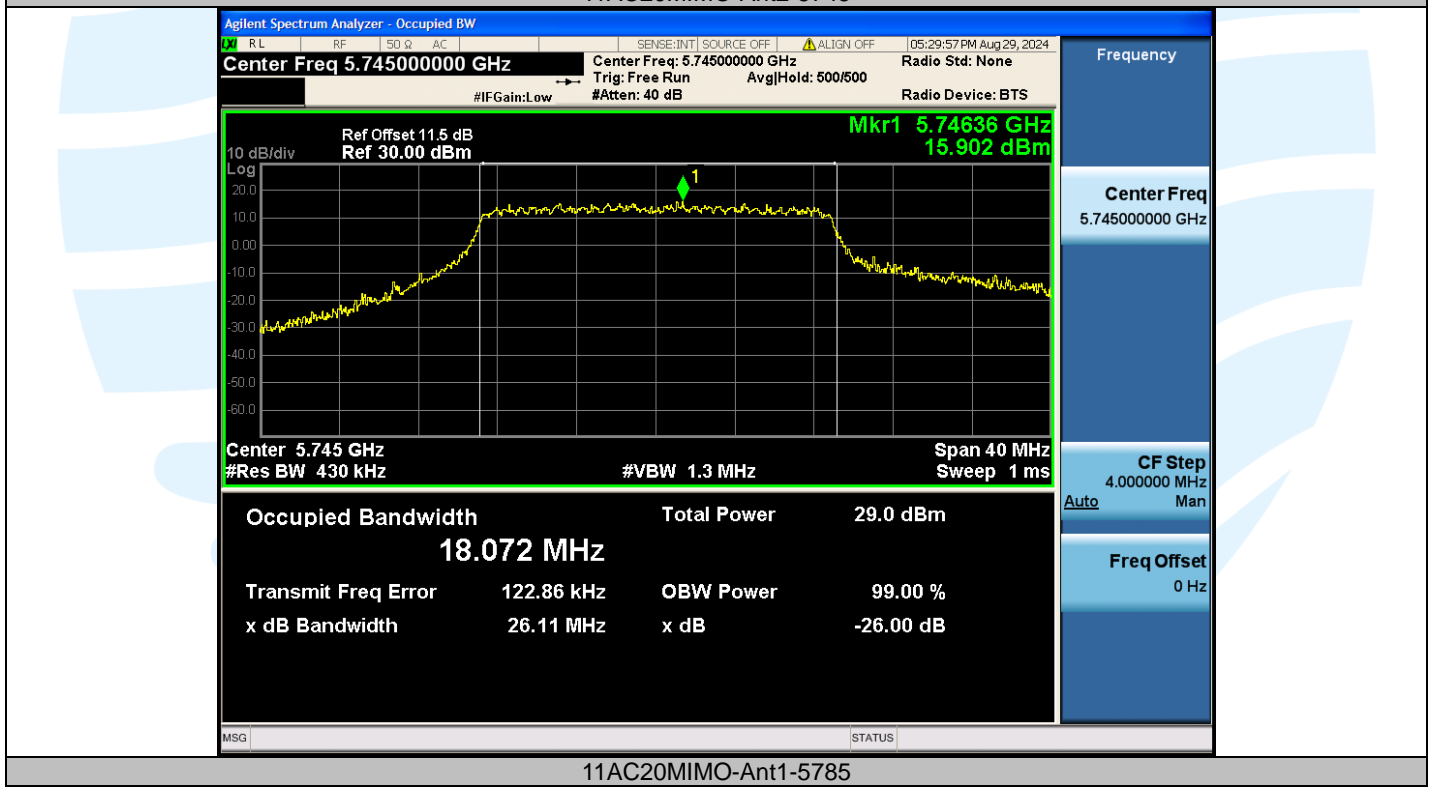 Agilent Spectrum Analyzer - Occupied BW
LXI RL RF 50 Ω AC SENSE:INT SOURCE OFF ALIGN OFF 05:29:57 PM Aug 29, 2024
Center Freq 5.745000000 GHz
Center Freq: 5.745000000 GHz
Radio Std: None
Trig: Free Run Avg|Hold: 500/500
#IFGain:Low
#Atten: 40 dB
Radio Device: BTS
Mkr1 5.74636 GHz
15.902 dBm
Ref Offset 11.5 dB
10 dB/div Ref 30.00 dBm
Log
1
20.0
10.0
0.00
-10.0
-20.0
-30.0
-40.0
-50.0
-60.0
Center 5.745 GHz Span 40 MHz
#Res BW 430 kHz #VBW 1.3 MHz Sweep 1 ms
Occupied Bandwidth Total Power 29.0 dBm
18.072 MHz
Transmit Freq Error 122.86 kHz OBW Power 99.00 %
x dB Bandwidth 26.11 MHz x dB -26.00 dB
MSG STATUS
Frequency
Center Freq
5.745000000 GHz
CF Step
4.000000 MHz
Auto Man
Freq Offset
0 Hz
11AC20MIMO-Ant1-5785